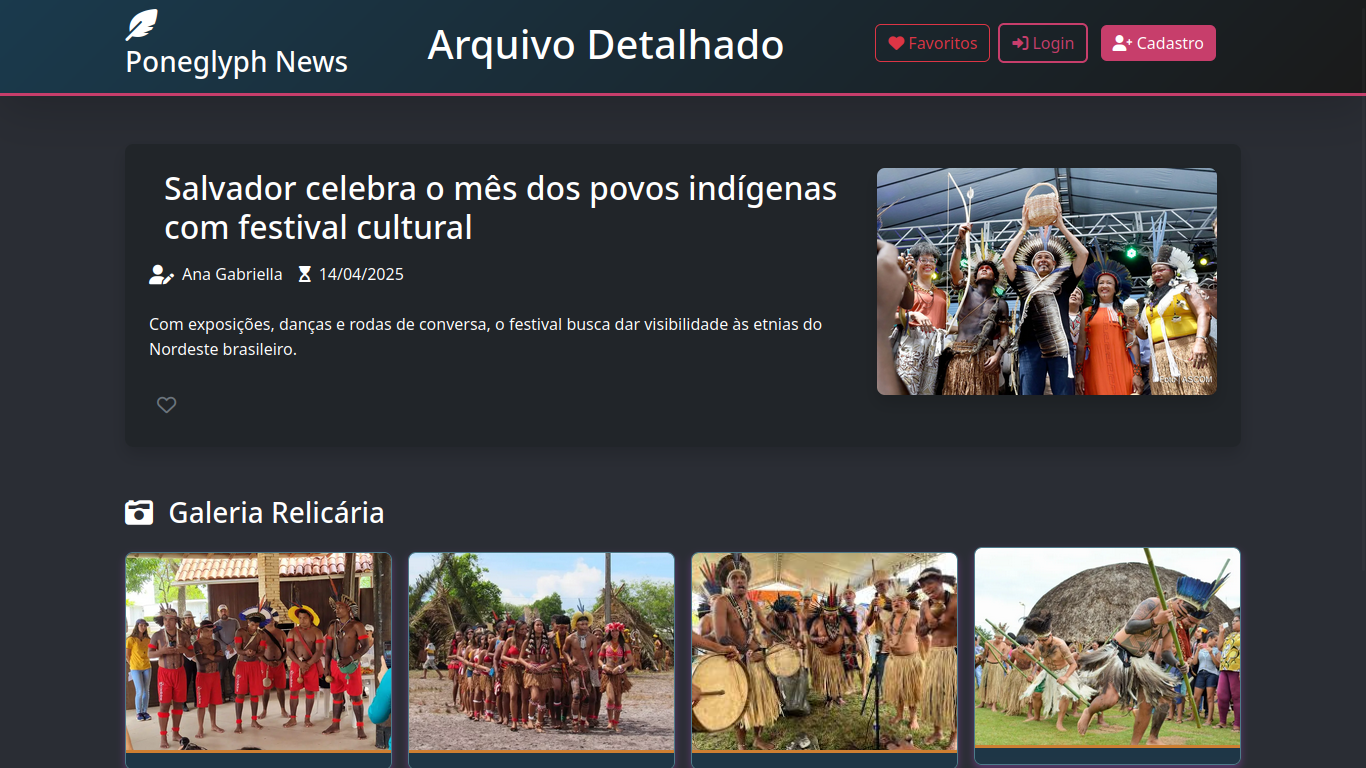 Poneglyph News
Arquivo Detalhado
Favoritos
Login
Cadastro
Salvador celebra o mês dos povos indígenas
com festival cultural
Ana Gabriella
14/04/2025
Com exposições, danças e rodas de conversa, o festival busca dar visibilidade às etnias do
Nordeste brasileiro.
Galeria Relicária